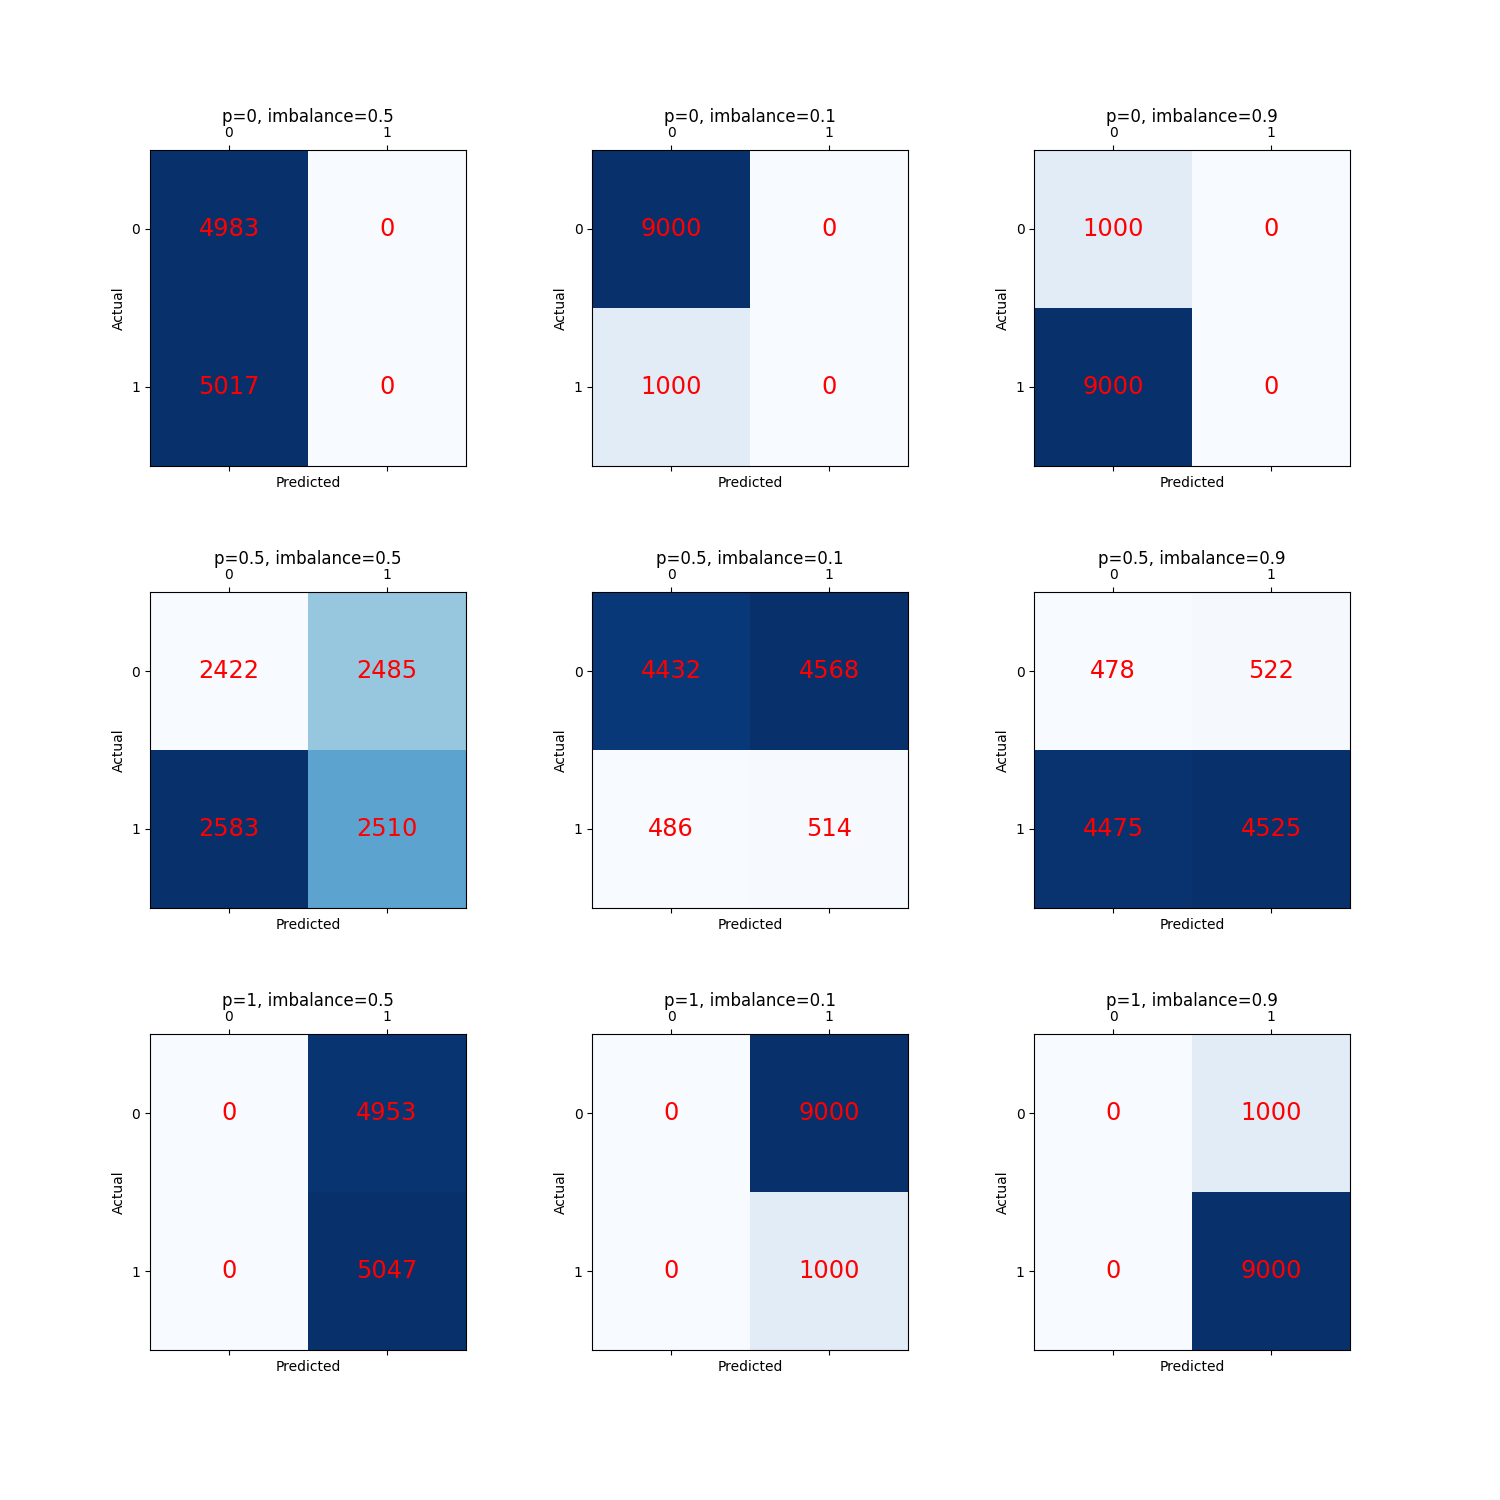 p=0, imbalance=0.5
p=0, imbalance=0.1
p=0, imbalance=0.9
0 1
0 1
0 1
0 4983 0
0 9000 0
0 1000 0
Actual
Actual
Actual
1 5017 0
1 1000 0
1 9000 0
Predicted
Predicted
Predicted
p=0.5, imbalance=0.5
p=0.5, imbalance=0.1
p=0.5, imbalance=0.9
0 1
0 1
0 1
0 2422 2485
0 4432 4568
0 478 522
Actual
Actual
Actual
1 2583 2510
1 486 514
1 4475 4525
Predicted
Predicted
Predicted
p=1, imbalance=0.5
p=1, imbalance=0.1
p=1, imbalance=0.9
0 1
0 1
0 1
0 0 4953
0 0 9000
0 0 1000
Actual
Actual
Actual
1 0 5047
1 0 1000
1 0 9000
Predicted
Predicted
Predicted